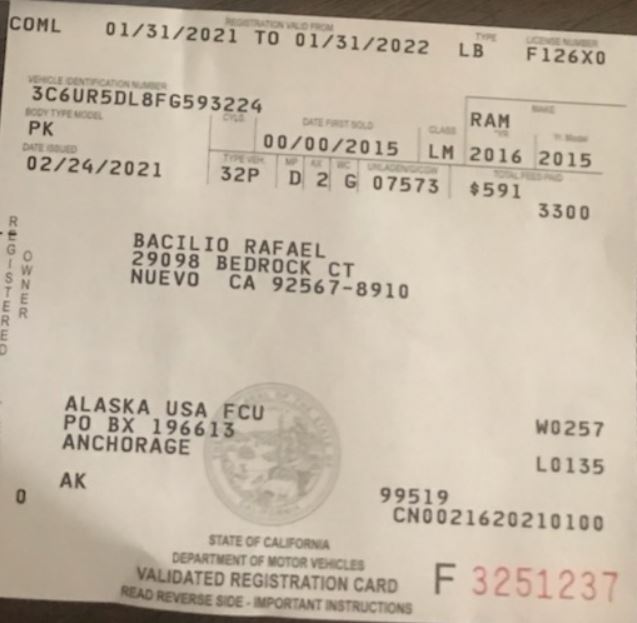 REGISTRATION VALID FROM TYPE LICENSE NUMBER
COML 01/31/2021 TO 01/31/2022 LB F126X0
VEHICLE IDENTIFICATION NUMBER MAKE
3C6UR5DL8FG593224 RAM
BODY TYPE MODEL CYLS DATE FIRST SOLD CLASS YR Yr. Model
PK 00/00/2015 LM 2016 2015
DATE ISSUED TYPE VEH. MP AX WC UNLADEN/G/CGW TOTAL FEES PAID
02/24/2021 32P D 2 G 07573 $591
3300
REGISTERED
OWNER
BACILIO RAFAEL
29098 BEDROCK CT
NUEVO CA 92567-8910
ALASKA USA FCU
PO BX 196613 W0257
ANCHORAGE
L0135
AK 99519
0 CN0021620210100
STATE OF CALIFORNIA
DEPARTMENT OF MOTOR VEHICLES
VALIDATED REGISTRATION CARD F 3251237
READ REVERSE SIDE - IMPORTANT INSTRUCTIONS